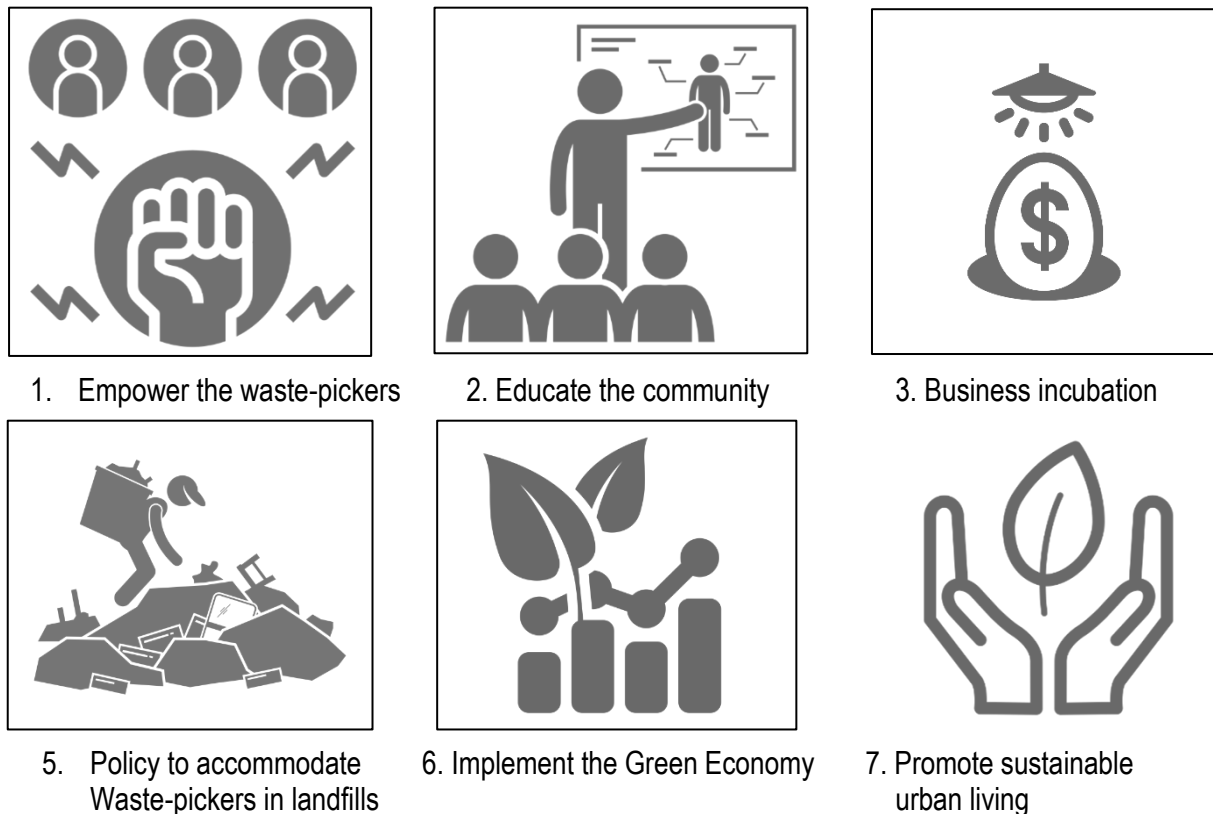 1. Empower the waste-pickers
2. Educate the community
$
3. Business incubation
5. Policy to accommodate
Waste-pickers in landfills
6. Implement the Green Economy
7. Promote sustainable
urban living